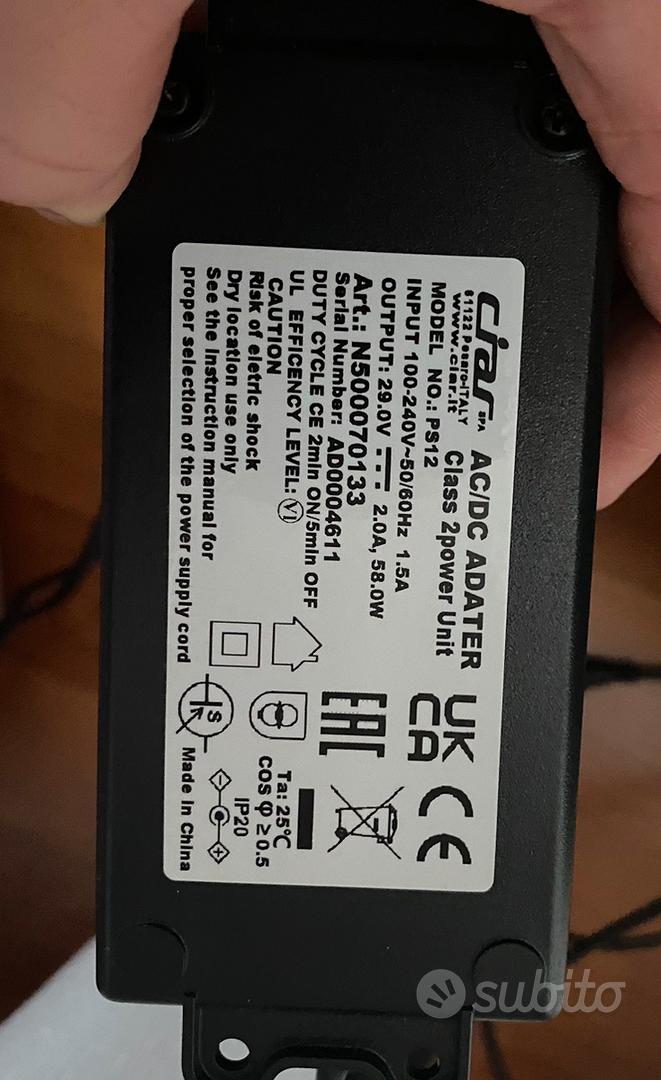 ciar SPA
61122 Pesaro-ITALY
www.ciar.it
AC/DC ADATER
Class 2power Unit
MODEL NO.: PS12
INPUT 100-240V~50/60Hz 1.5A
OUTPUT: 29.0V 2.0A, 58.0W
Art.: N500070133
Serial Number: AD0004611
DUTY CYCLE CE 2min ON/5min OFF
UL EFFICENCY LEVEL: VI
CAUTION
Risk of eletric shock
Dry location use only
See the Instruction manual for
proper selection of the power supply cord
UK
CA
CE
EAC
S
Ta: 25°C
cos φ ≥ 0.5
IP20
Made In China
subito